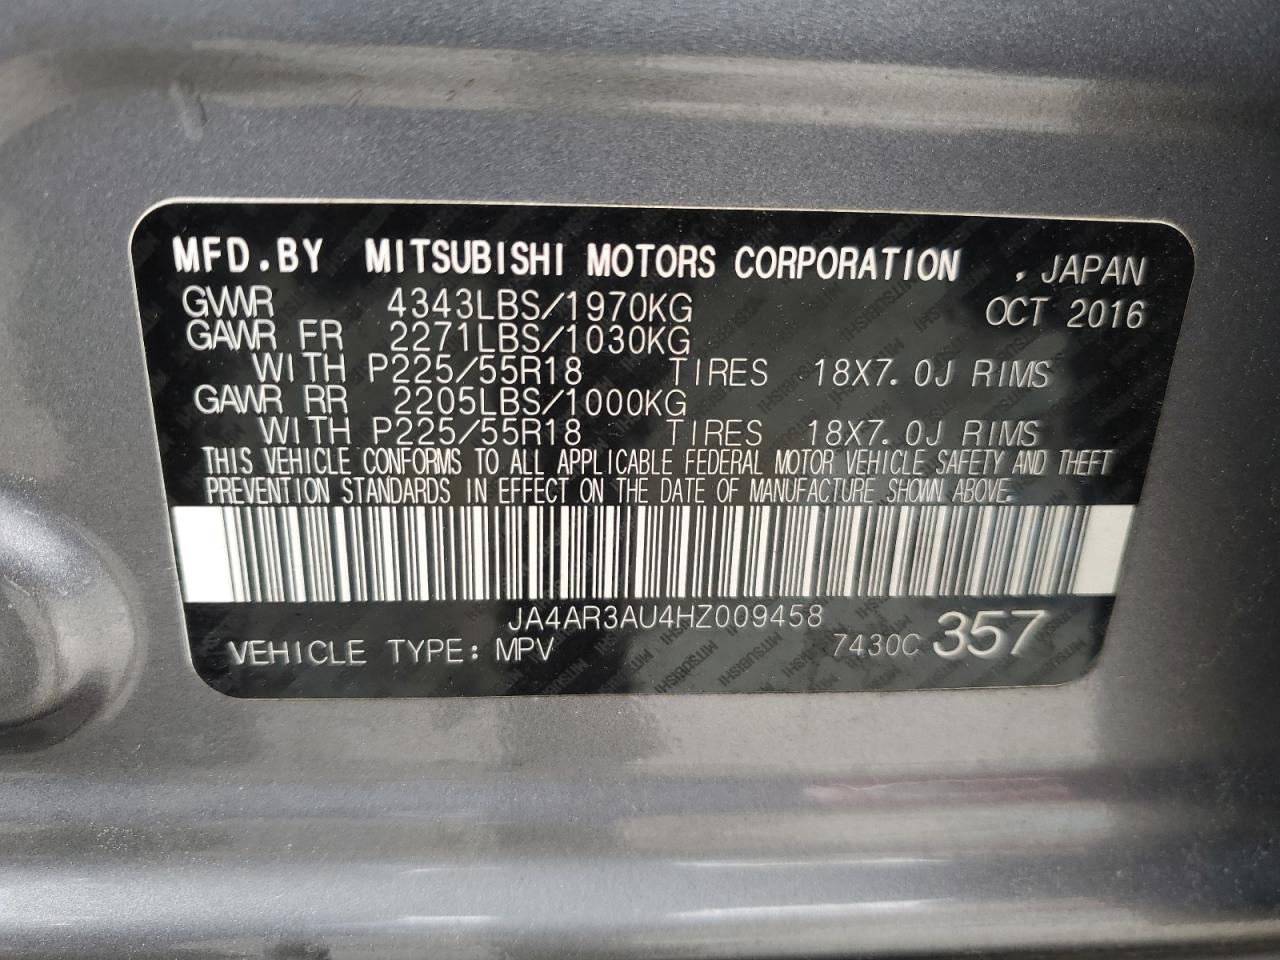 MFD.BY MITSUBISHI MOTORS CORPORATION , JAPAN
GVWR 4343LBS/1970KG OCT 2016
GAWR FR 2271LBS/1030KG
WITH P225/55R18 TIRES 18X7.0J RIMS
GAWR RR 2205LBS/1000KG
WITH P225/55R18 TIRES 18X7.0J RIMS
THIS VEHICLE CONFORMS TO ALL APPLICABLE FEDERAL MOTOR VEHICLE SAFETY AND THEFT
PREVENTION STANDARDS IN EFFECT ON THE DATE OF MANUFACTURE SHOWN ABOVE.
JA4AR3AU4HZ009458
VEHICLE TYPE: MPV 7430C 357